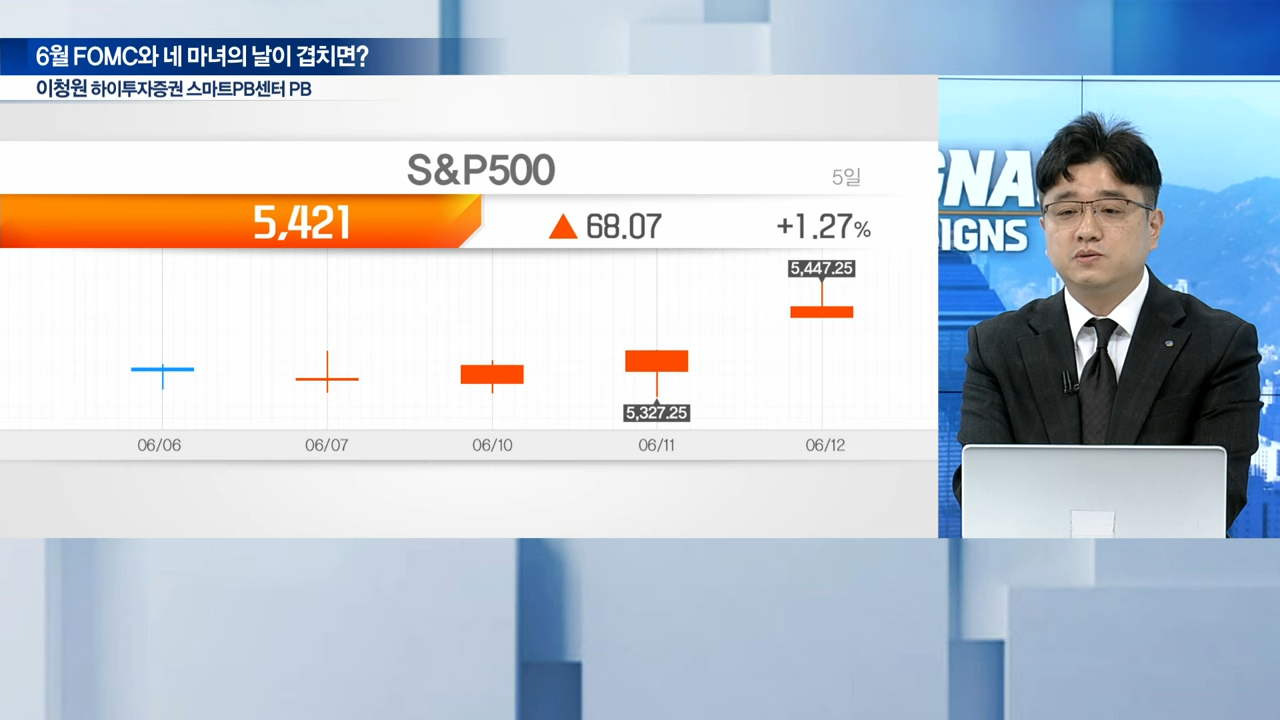 6월 FOMC와 네 마녀의 날이 겹치면?
이청원 하이투자증권 스마트PB센터 PB
S&P500
5일
5,421 ▲ 68.07 +1.27%
5,447.25
5,327.25
06/06 06/07 06/10 06/11 06/12
GNA
IGNS